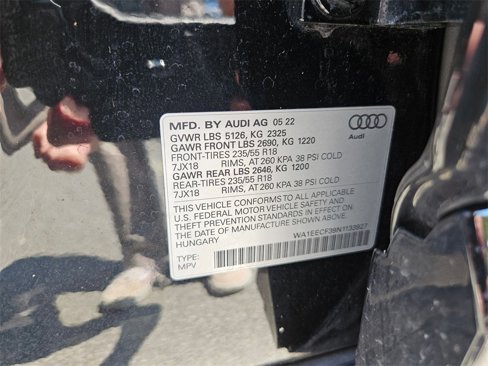 MFD. BY AUDI AG 05 22
GVWR LBS 5126, KG 2325
GAWR FRONT LBS 2690, KG 1220
FRONT-TIRES 235/55 R18
7JX18 RIMS, AT 260 KPA 38 PSI COLD
GAWR REAR LBS 2646, KG 1200
REAR-TIRES 235/55 R18
7JX18 RIMS, AT 260 KPA 38 PSI COLD
Audi
THIS VEHICLE CONFORMS TO ALL APPLICABLE
U.S. FEDERAL MOTOR VEHICLE SAFETY AND
THEFT PREVENTION STANDARDS IN EFFECT ON
THE DATE OF MANUFACTURE SHOWN ABOVE.
HUNGARY
WA1EECF39N1133927
TYPE:
MPV